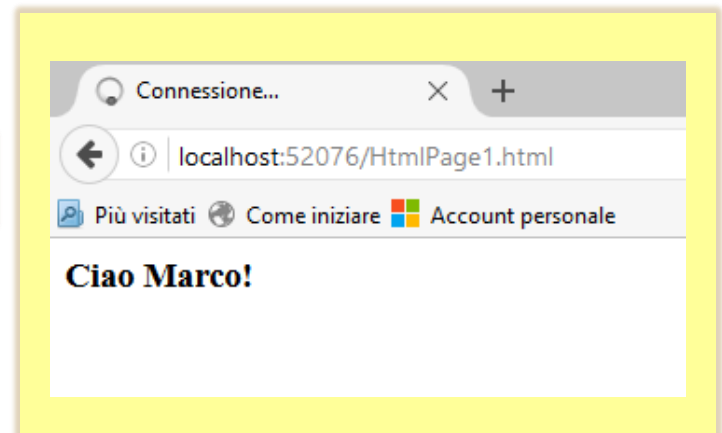 Connessione...
localhost:52076/HtmlPage1.html
Più visitati Come iniziare Account personale
Ciao Marco!